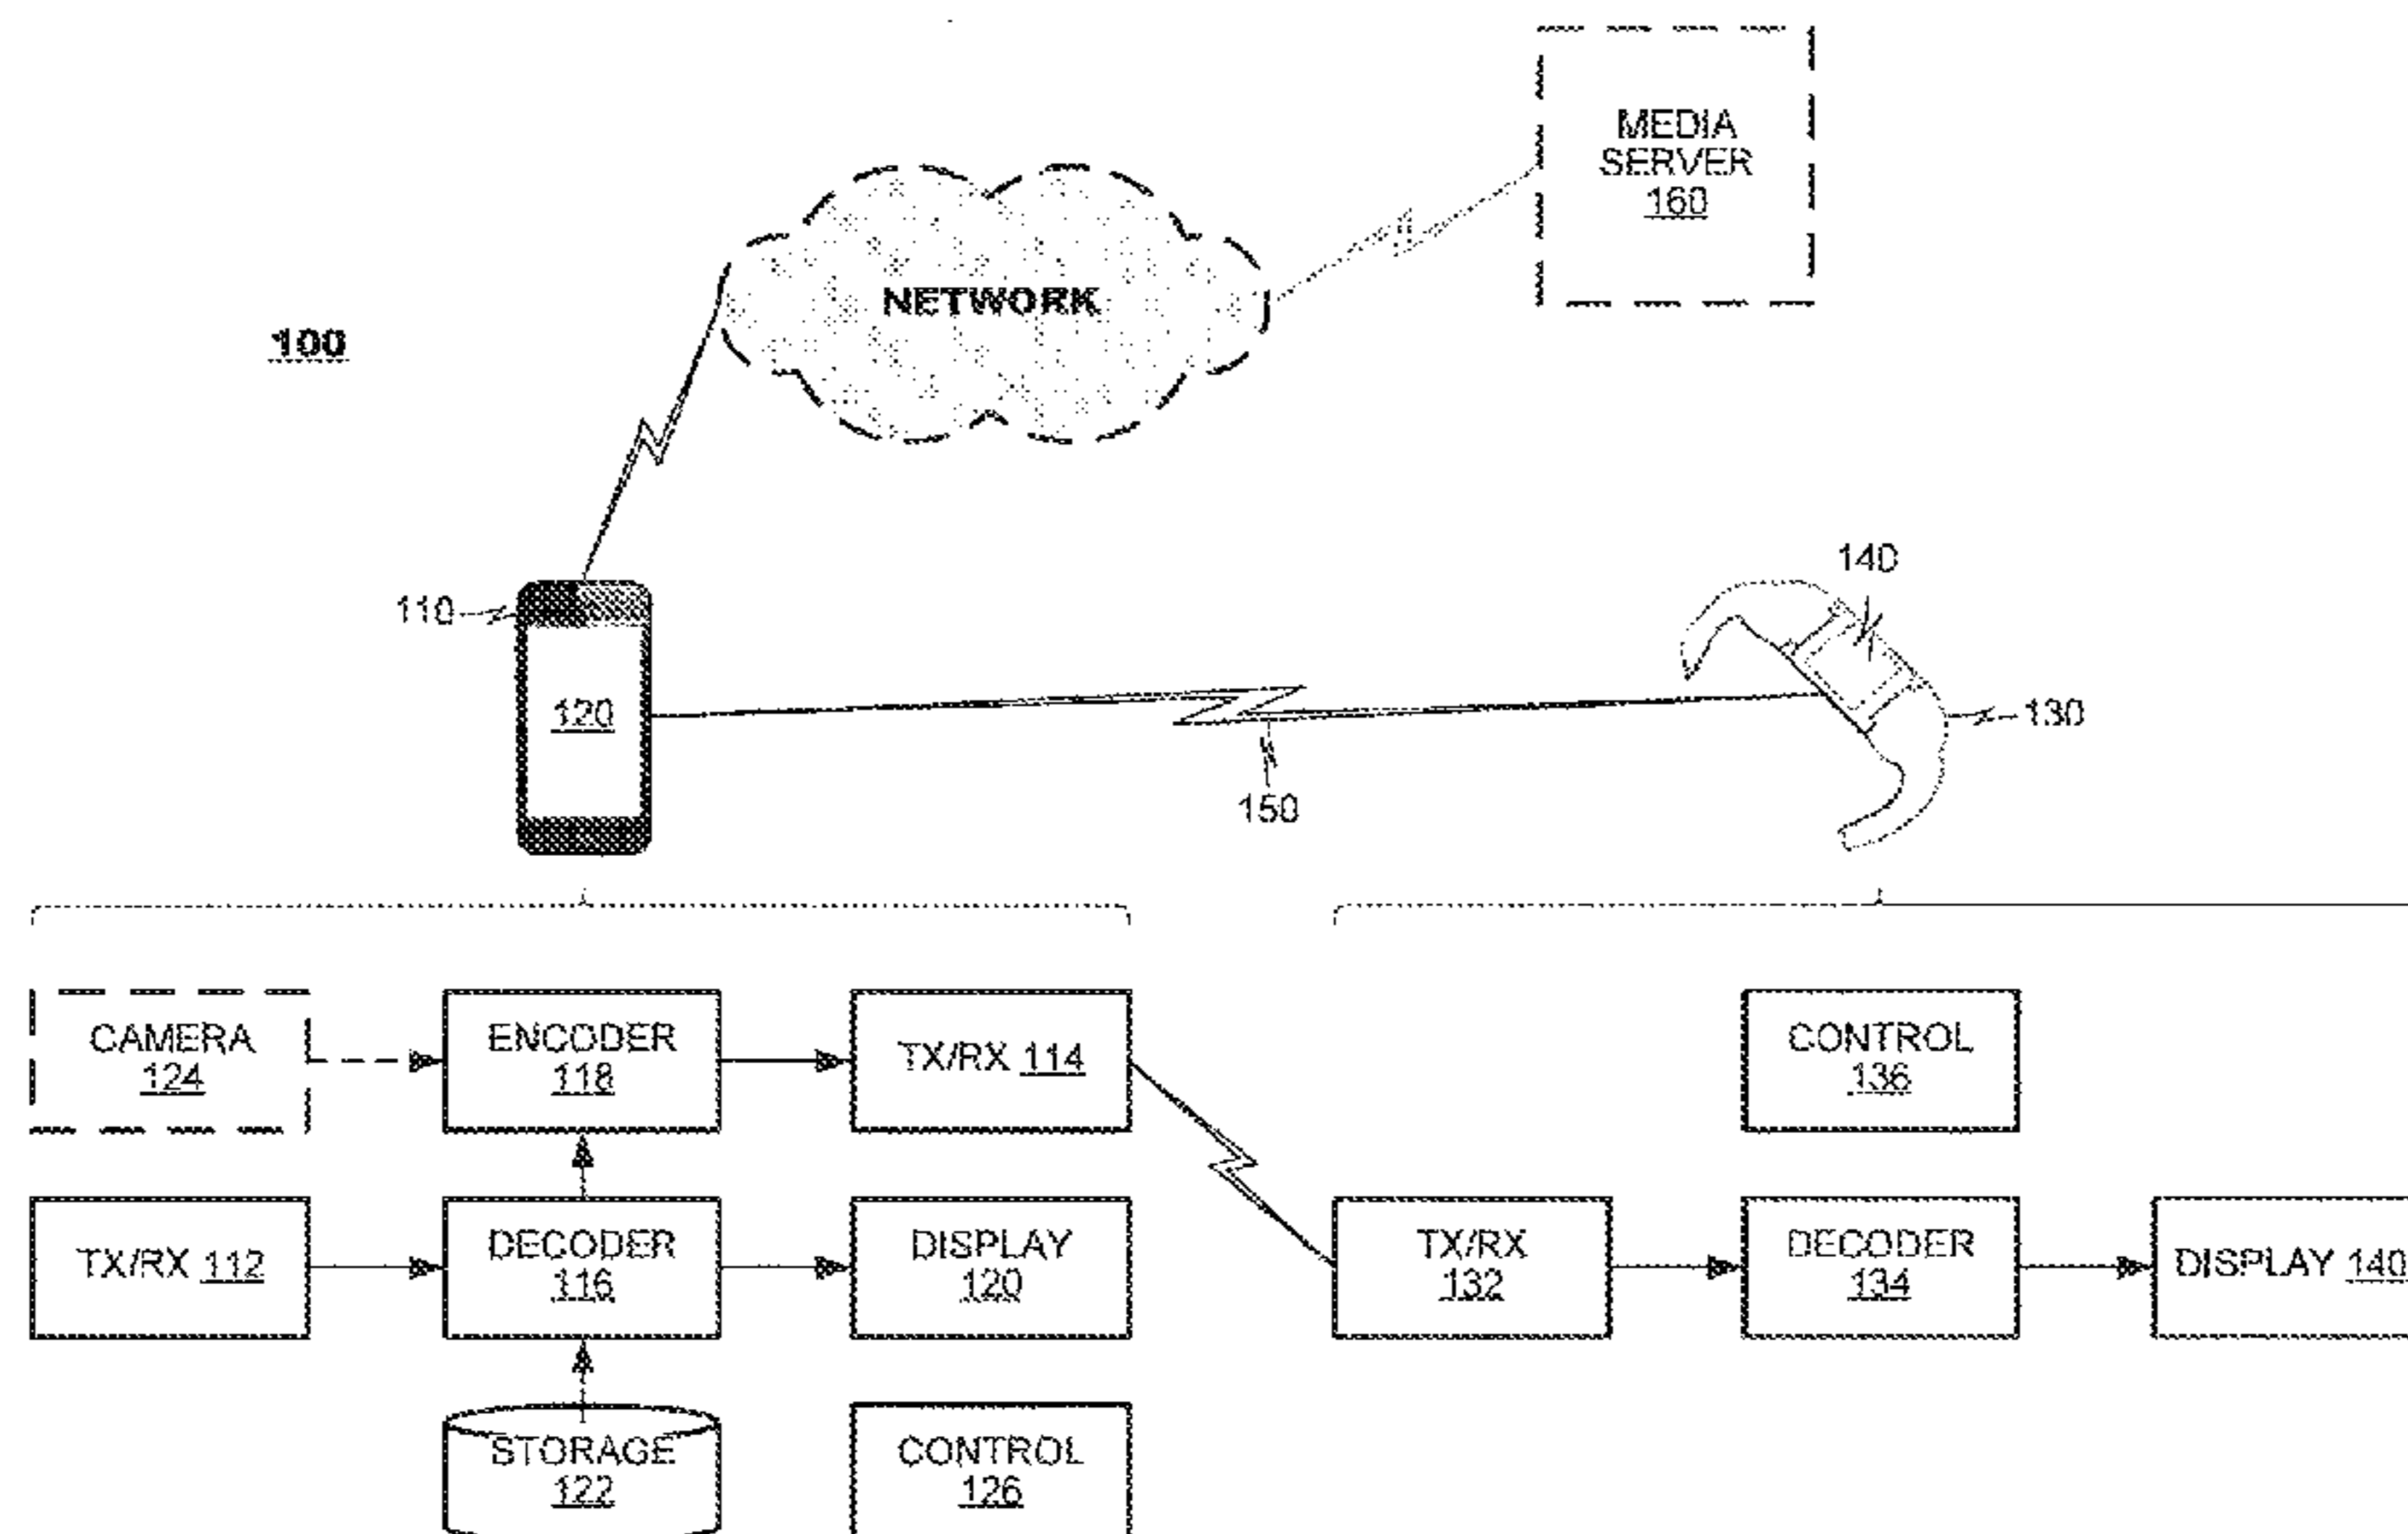 MEDIA
SERVER
160
NETWORK
100
140
110
120
130
150
CAMERA
124
ENCODER
118
TX/RX 114
CONTROL
136
TX/RX 112
DECODER
116
DISPLAY
120
TX/RX
132
DECODER
134
DISPLAY 140
STORAGE
122
CONTROL
126